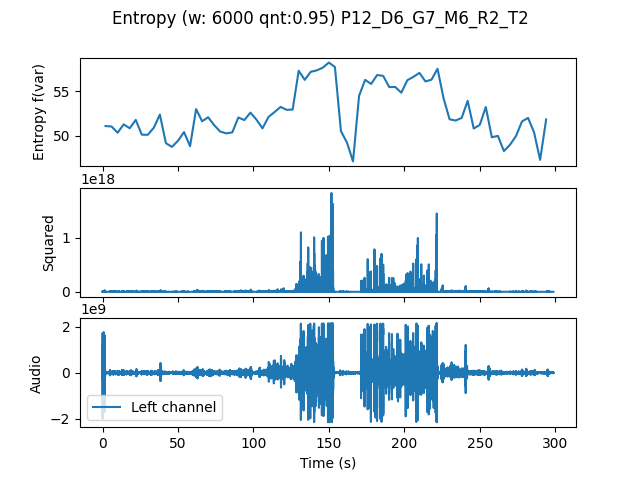 Entropy (w: 6000 qnt:0.95) P12_D6_G7_M6_R2_T2
Entropy f(var)
55
50
1e18
Squared
1
0
1e9
Audio
2
0
−2
Left channel
0 50 100 150 200 250 300
Time (s)